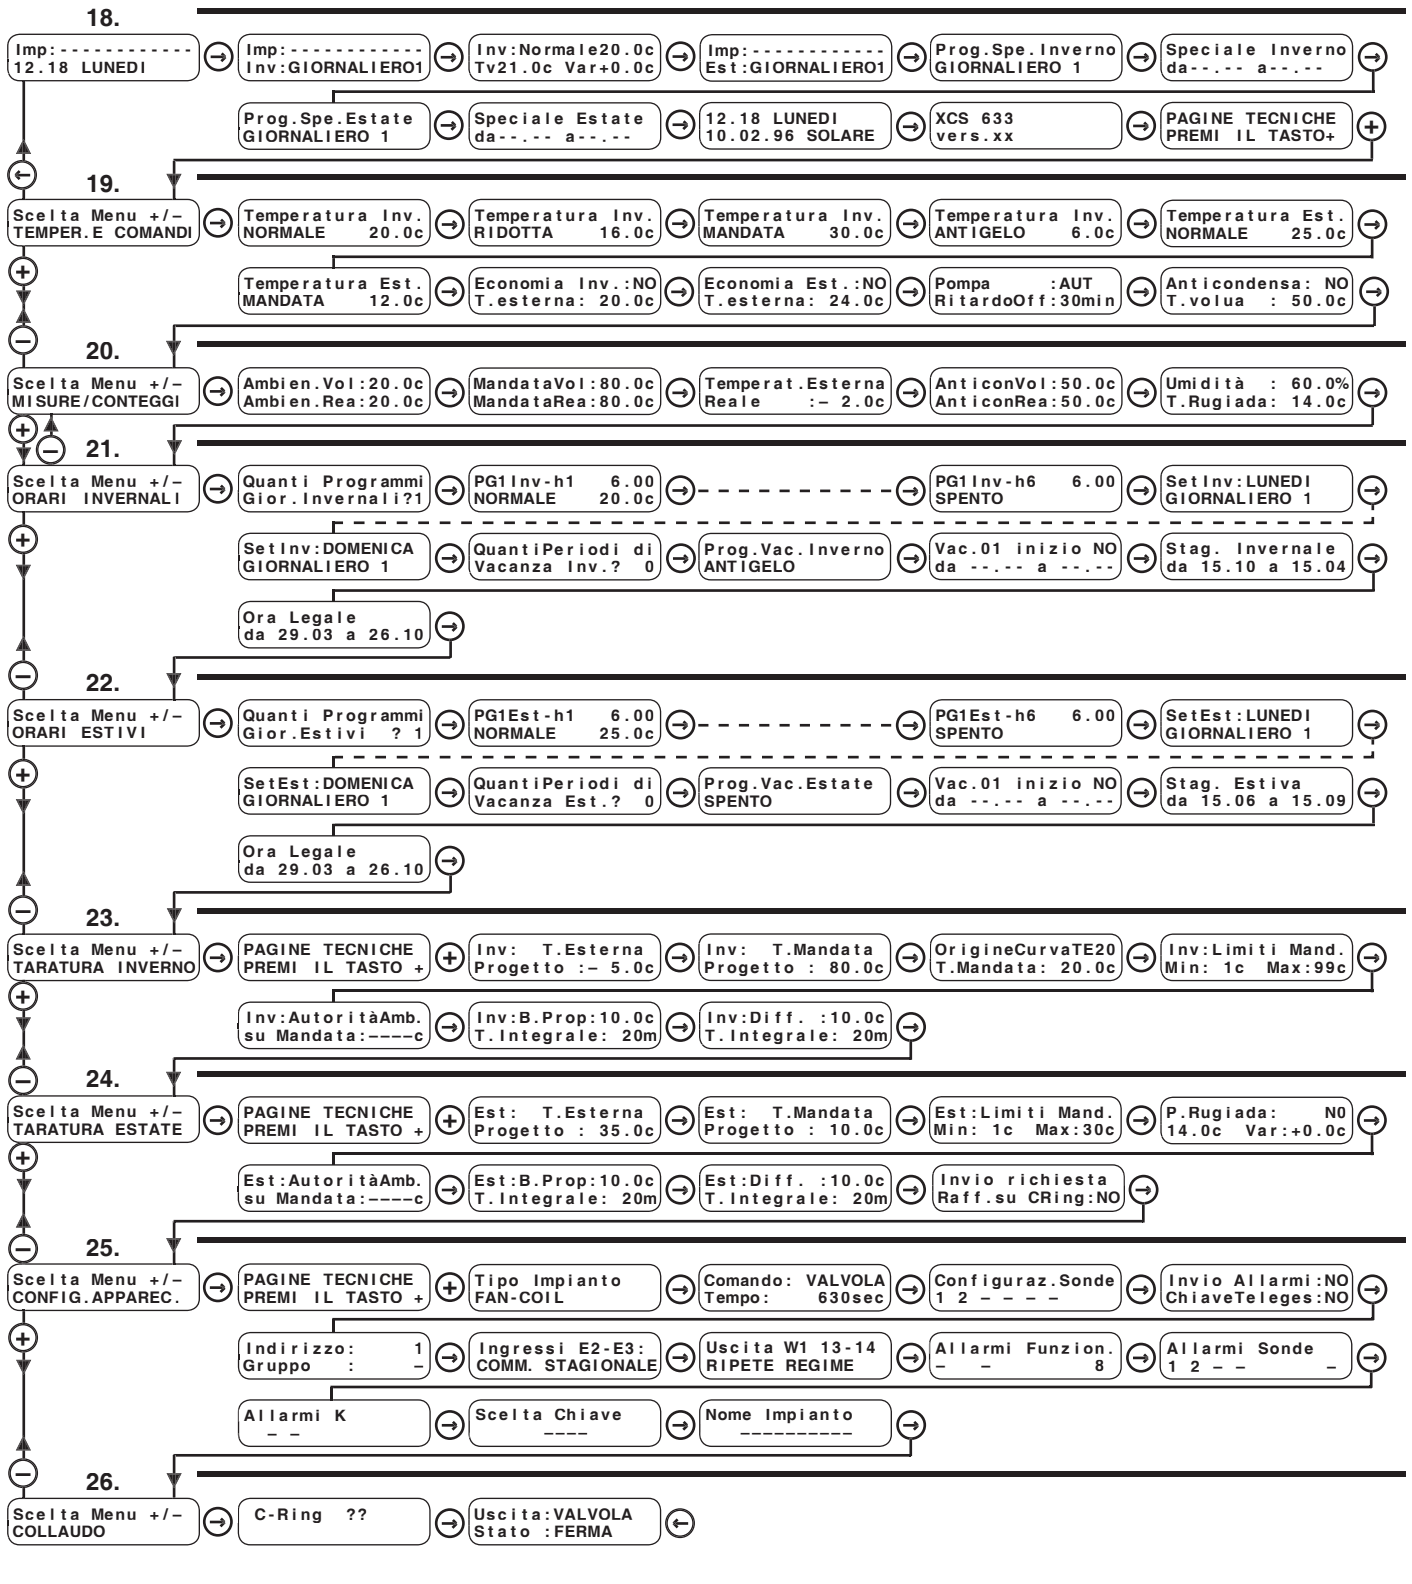 18.
Imp:------------
12.18 LUNEDI
Imp:------------
Inv:GIORNALIERO1
Inv:Normale20.0c
Tv21.0c Var+0.0c
Imp:------------
Est:GIORNALIERO1
Prog.Spe.Inverno
GIORNALIERO 1
Speciale Inverno
da--.-- a--.--
Prog.Spe.Estate
GIORNALIERO 1
Speciale Estate
da--.-- a--.--
12.18 LUNEDI
10.02.96 SOLARE
XCS 633
vers.xx
PAGINE TECNICHE
PREMI IL TASTO+
19.
Scelta Menu +/–
TEMPER.E COMANDI
Temperatura Inv.
NORMALE 20.0c
Temperatura Inv.
RIDOTTA 16.0c
Temperatura Inv.
MANDATA 30.0c
Temperatura Inv.
ANTIGELO 6.0c
Temperatura Est.
NORMALE 25.0c
Temperatura Est.
MANDATA 12.0c
Economia Inv.:NO
T.esterna: 20.0c
Economia Est.:NO
T.esterna: 24.0c
Pompa :AUT
RitardoOff:30min
Anticondensa: NO
T.volua : 50.0c
20.
Scelta Menu +/–
MISURE/CONTEGGI
Ambien.Vol:20.0c
Ambien.Rea:20.0c
MandataVol:80.0c
MandataRea:80.0c
Temperat.Esterna
Reale :– 2.0c
AnticonVol:50.0c
AnticonRea:50.0c
Umidità : 60.0%
T.Rugiada: 14.0c
21.
Scelta Menu +/–
ORARI INVERNALI
Quanti Programmi
Gior.Invernali?1
PG1Inv-h1 6.00
NORMALE 20.0c
PG1Inv-h6 6.00
SPENTO
SetInv:LUNEDI
GIORNALIERO 1
SetInv:DOMENICA
GIORNALIERO 1
QuantiPeriodi di
Vacanza Inv.? 0
Prog.Vac.Inverno
ANTIGELO
Vac.01 inizio NO
da --.-- a --.--
Stag. Invernale
da 15.10 a 15.04
Ora Legale
da 29.03 a 26.10
22.
Scelta Menu +/–
ORARI ESTIVI
Quanti Programmi
Gior.Estivi ? 1
PG1Est-h1 6.00
NORMALE 25.0c
PG1Est-h6 6.00
SPENTO
SetEst:LUNEDI
GIORNALIERO 1
SetEst:DOMENICA
GIORNALIERO 1
QuantiPeriodi di
Vacanza Est.? 0
Prog.Vac.Estate
SPENTO
Vac.01 inizio NO
da --.-- a --.--
Stag. Estiva
da 15.06 a 15.09
Ora Legale
da 29.03 a 26.10
23.
Scelta Menu +/–
TARATURA INVERNO
PAGINE TECNICHE
PREMI IL TASTO +
Inv: T.Esterna
Progetto :– 5.0c
Inv: T.Mandata
Progetto : 80.0c
OrigineCurvaTE20
T.Mandata: 20.0c
Inv:Limiti Mand.
Min: 1c Max:99c
Inv:AutoritàAmb.
su Mandata:––––c
Inv:B.Prop:10.0c
T.Integrale: 20m
Inv:Diff. :10.0c
T.Integrale: 20m
24.
Scelta Menu +/–
TARATURA ESTATE
PAGINE TECNICHE
PREMI IL TASTO +
Est: T.Esterna
Progetto : 35.0c
Est: T.Mandata
Progetto : 10.0c
Est:Limiti Mand.
Min: 1c Max:30c
P.Rugiada: N0
14.0c Var:+0.0c
Est:AutoritàAmb.
su Mandata:––––c
Est:B.Prop:10.0c
T.Integrale: 20m
Est:Diff. :10.0c
T.Integrale: 20m
Invio richiesta
Raff.su CRing:NO
25.
Scelta Menu +/–
CONFIG.APPAREC.
PAGINE TECNICHE
PREMI IL TASTO +
Tipo Impianto
FAN-COIL
Comando: VALVOLA
Tempo: 630sec
Configuraz.Sonde
1 2 – – – –
Invio Allarmi:NO
ChiaveTeleges:NO
Indirizzo: 1
Gruppo : –
Ingressi E2-E3:
COMM. STAGIONALE
Uscita W1 13-14
RIPETE REGIME
Allarmi Funzion.
– – 8
Allarmi Sonde
1 2 – – –
Allarmi K
– –
Scelta Chiave
––––
Nome Impianto
––––––––––
26.
Scelta Menu +/–
COLLAUDO
C-Ring ??
Uscita:VALVOLA
Stato :FERMA